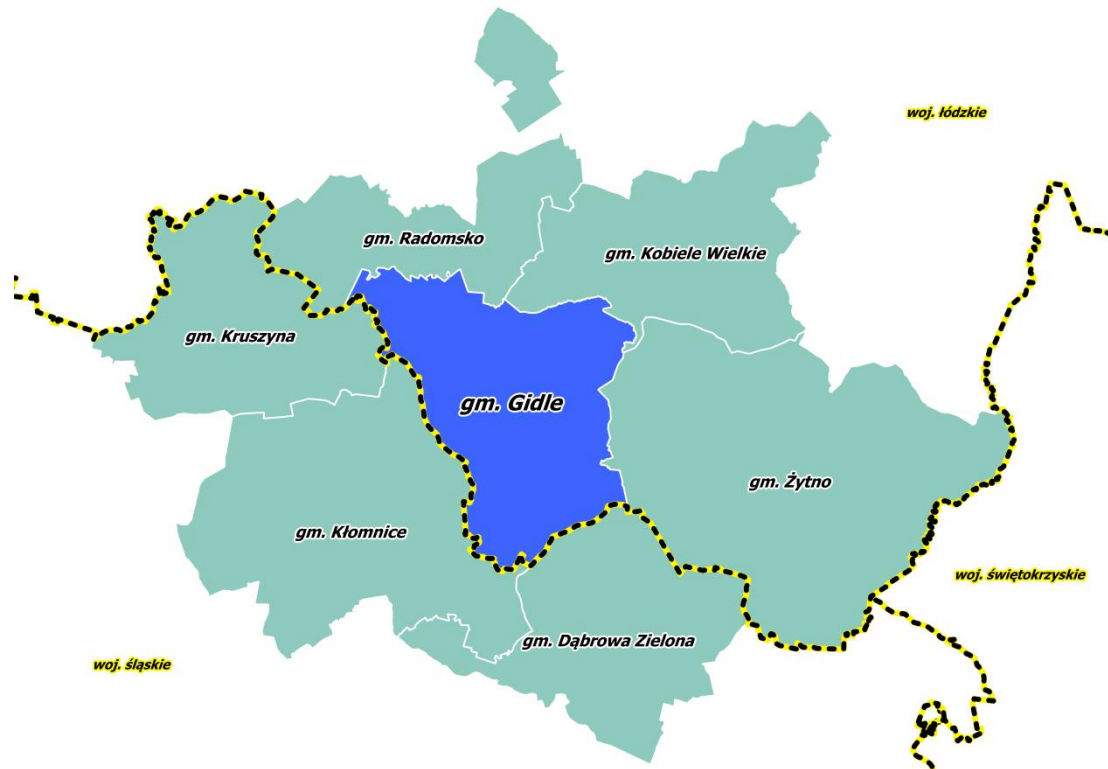 woj. łódzkie
gm. Radomsko
gm. Kobiele Wielkie
gm. Kruszyna
gm. Gidle
gm. Żytno
gm. Kłomnice
woj. świętokrzyskie
gm. Dąbrowa Zielona
woj. śląskie